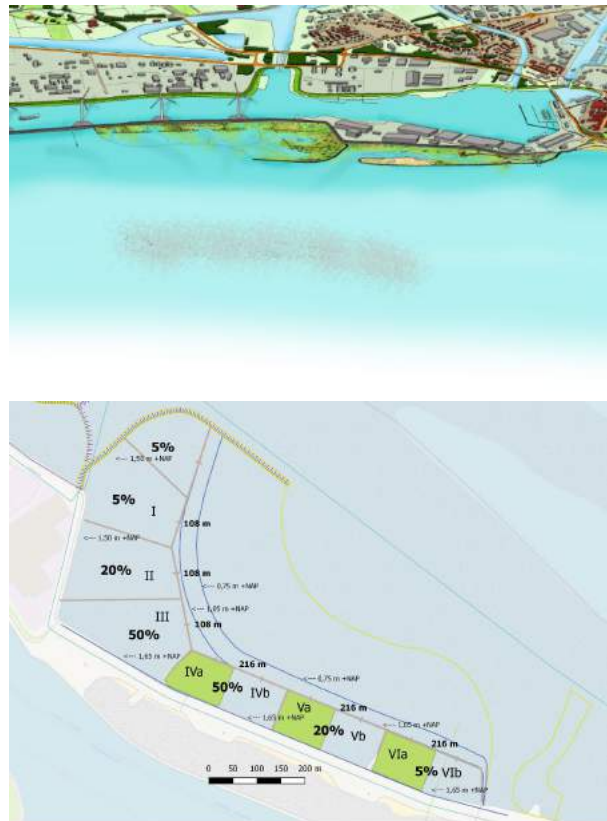 5%
<-- 1,50 m +NAP
5%
I
108 m
<-- 1,50 m +NAP
20% II
108 m
<-- 0,75 m +NAP
<-- 1,05 m +NAP
III
108 m
50%
<-- 1,65 m +NAP
216 m
IVa
<-- 0,75 m +NAP
50%
IVb
Va
216 m
<-- 1,65 m +NAP
<-- 1,05 m +NAP
20%
Vb
216 m
VIa
5% VIb
<-- 1,65 m +NAP
0 50 100 150 200 m